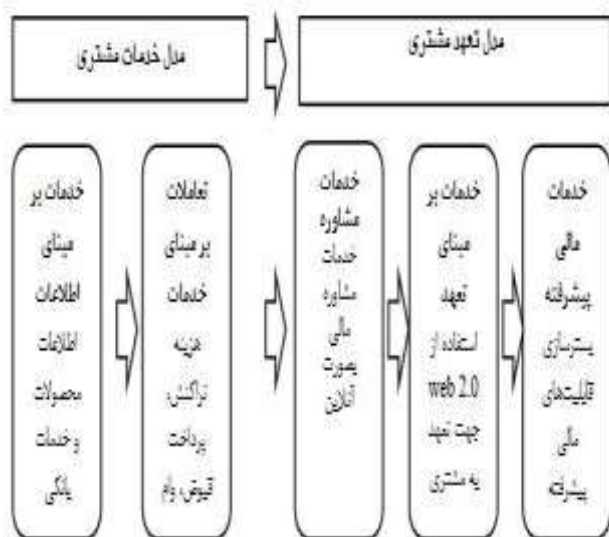 مدل خدمات مشتری
مدل تعهد مشتری
خدمات بر
مبنای
اطلاعات
اطلاعات
محصولات
و خدمات
بانکی
تعاملات
بر مبنای
خدمات
هزینه
تراکنش،
پرداخت
قبوض، وام
خدمات
مشاوره
خدمات
مشاوره
مالی
بصورت
آنلاین
خدمات
بر
مبنای
تعهد
استفاده از
web 2.0
جهت تعهد
به مشتری
خدمات
مالی
پیشرفته
بسترسازی
قابلیت‌های
مالی
پیشرفته